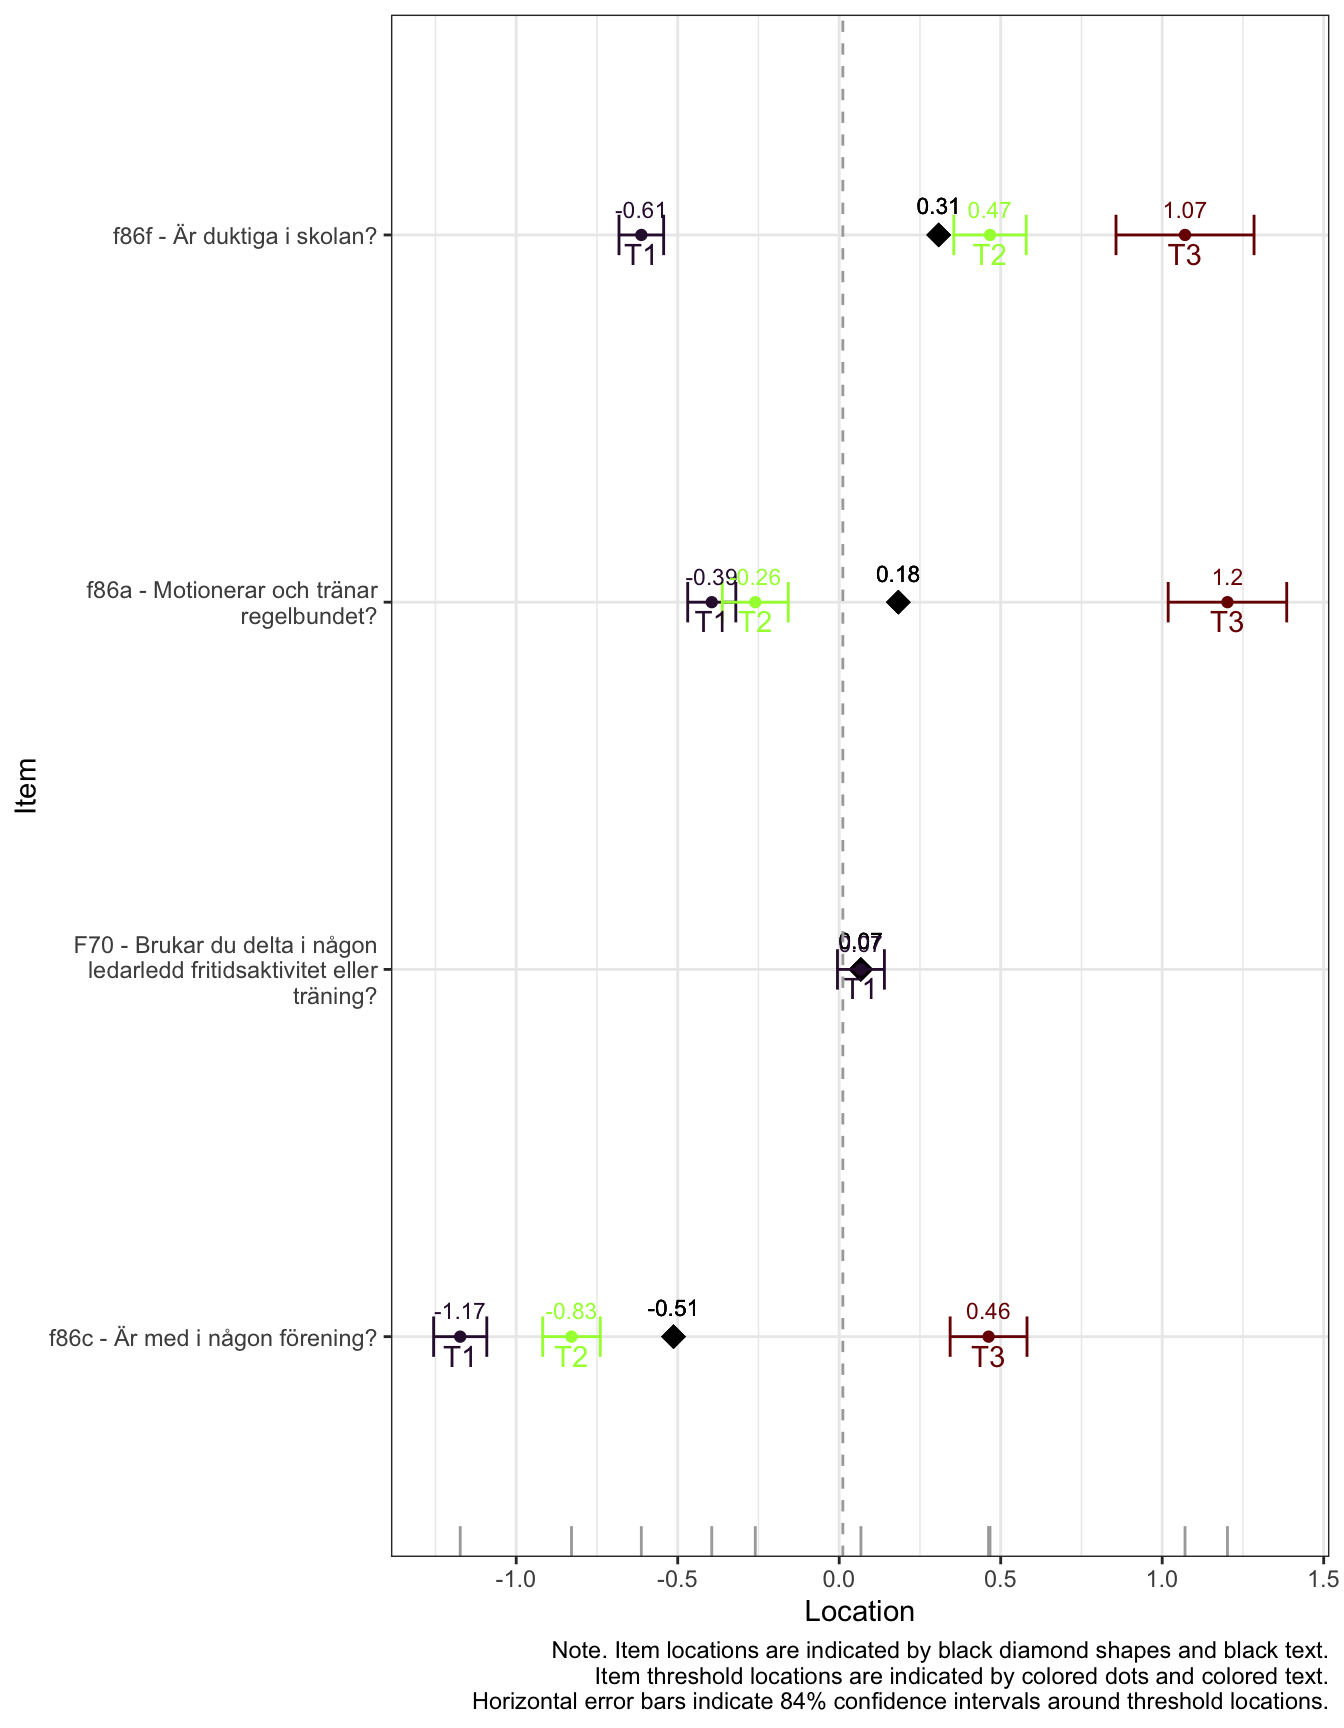 -0.61
0.31
0.47
1.07
f86f - Är duktiga i skolan?
T1
T2
T3
-0.39
-0.26
0.18
1.2
f86a - Motionerar och tränar
regelbundet?
T1
T2
T3
0.07
F70 - Brukar du delta i någon
ledarledd fritidsaktivitet eller
träning?
T1
-1.17
-0.83
-0.51
0.46
f86c - Är med i någon förening?
T1
T2
T3
Item
-1.0
-0.5
0.0
0.5
1.0
1.5
Location
Note. Item locations are indicated by black diamond shapes and black text.
Item threshold locations are indicated by colored dots and colored text.
Horizontal error bars indicate 84% confidence intervals around threshold locations.